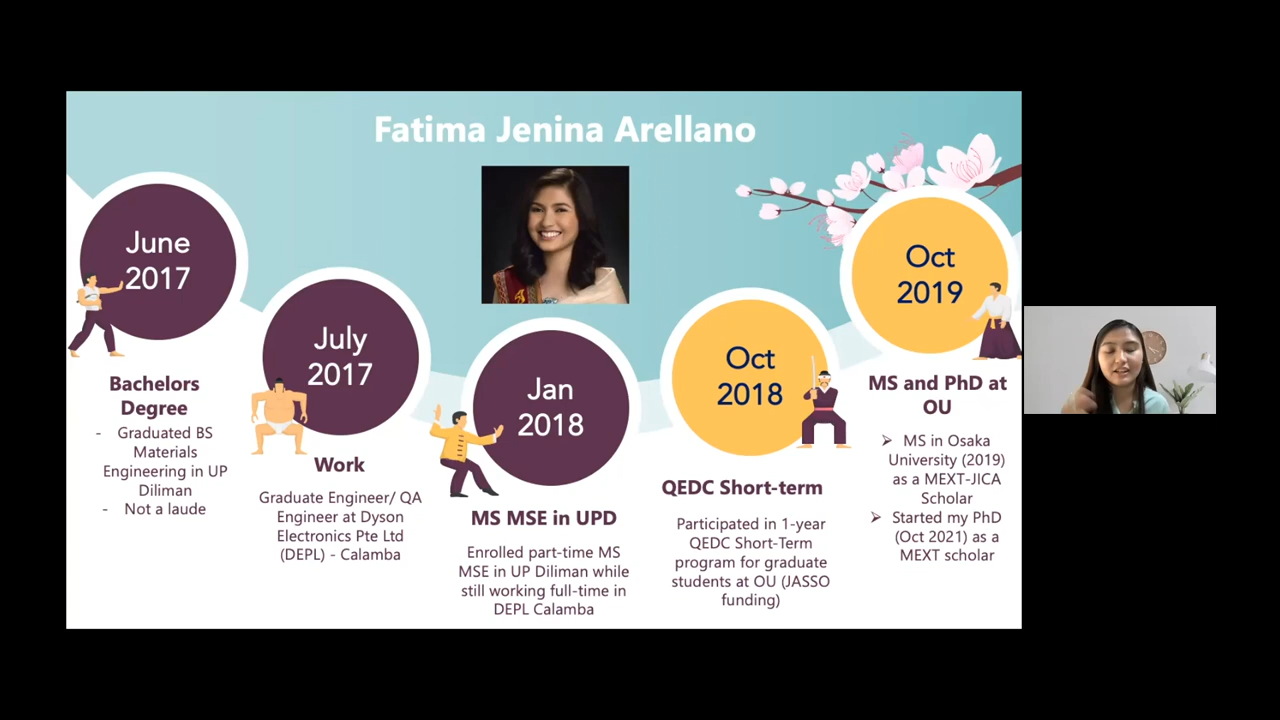 Fatima Jenina Arellano
June
2017
Bachelors
Degree
- Graduated BS
Materials
Engineering in UP
Diliman
- Not a laude
July
2017
Work
Graduate Engineer/ QA
Engineer at Dyson
Electronics Pte Ltd
(DEPL) - Calamba
Jan
2018
MS MSE in UPD
Enrolled part-time MS
MSE in UP Diliman while
still working full-time in
DEPL Calamba
Oct
2018
QEDC Short-term
Participated in 1-year
QEDC Short-Term
program for graduate
students at OU (JASSO
funding)
Oct
2019
MS and PhD at
OU
➢ MS in Osaka
University (2019)
as a MEXT-JICA
Scholar
➢ Started my PhD
(Oct 2021) as a
MEXT scholar